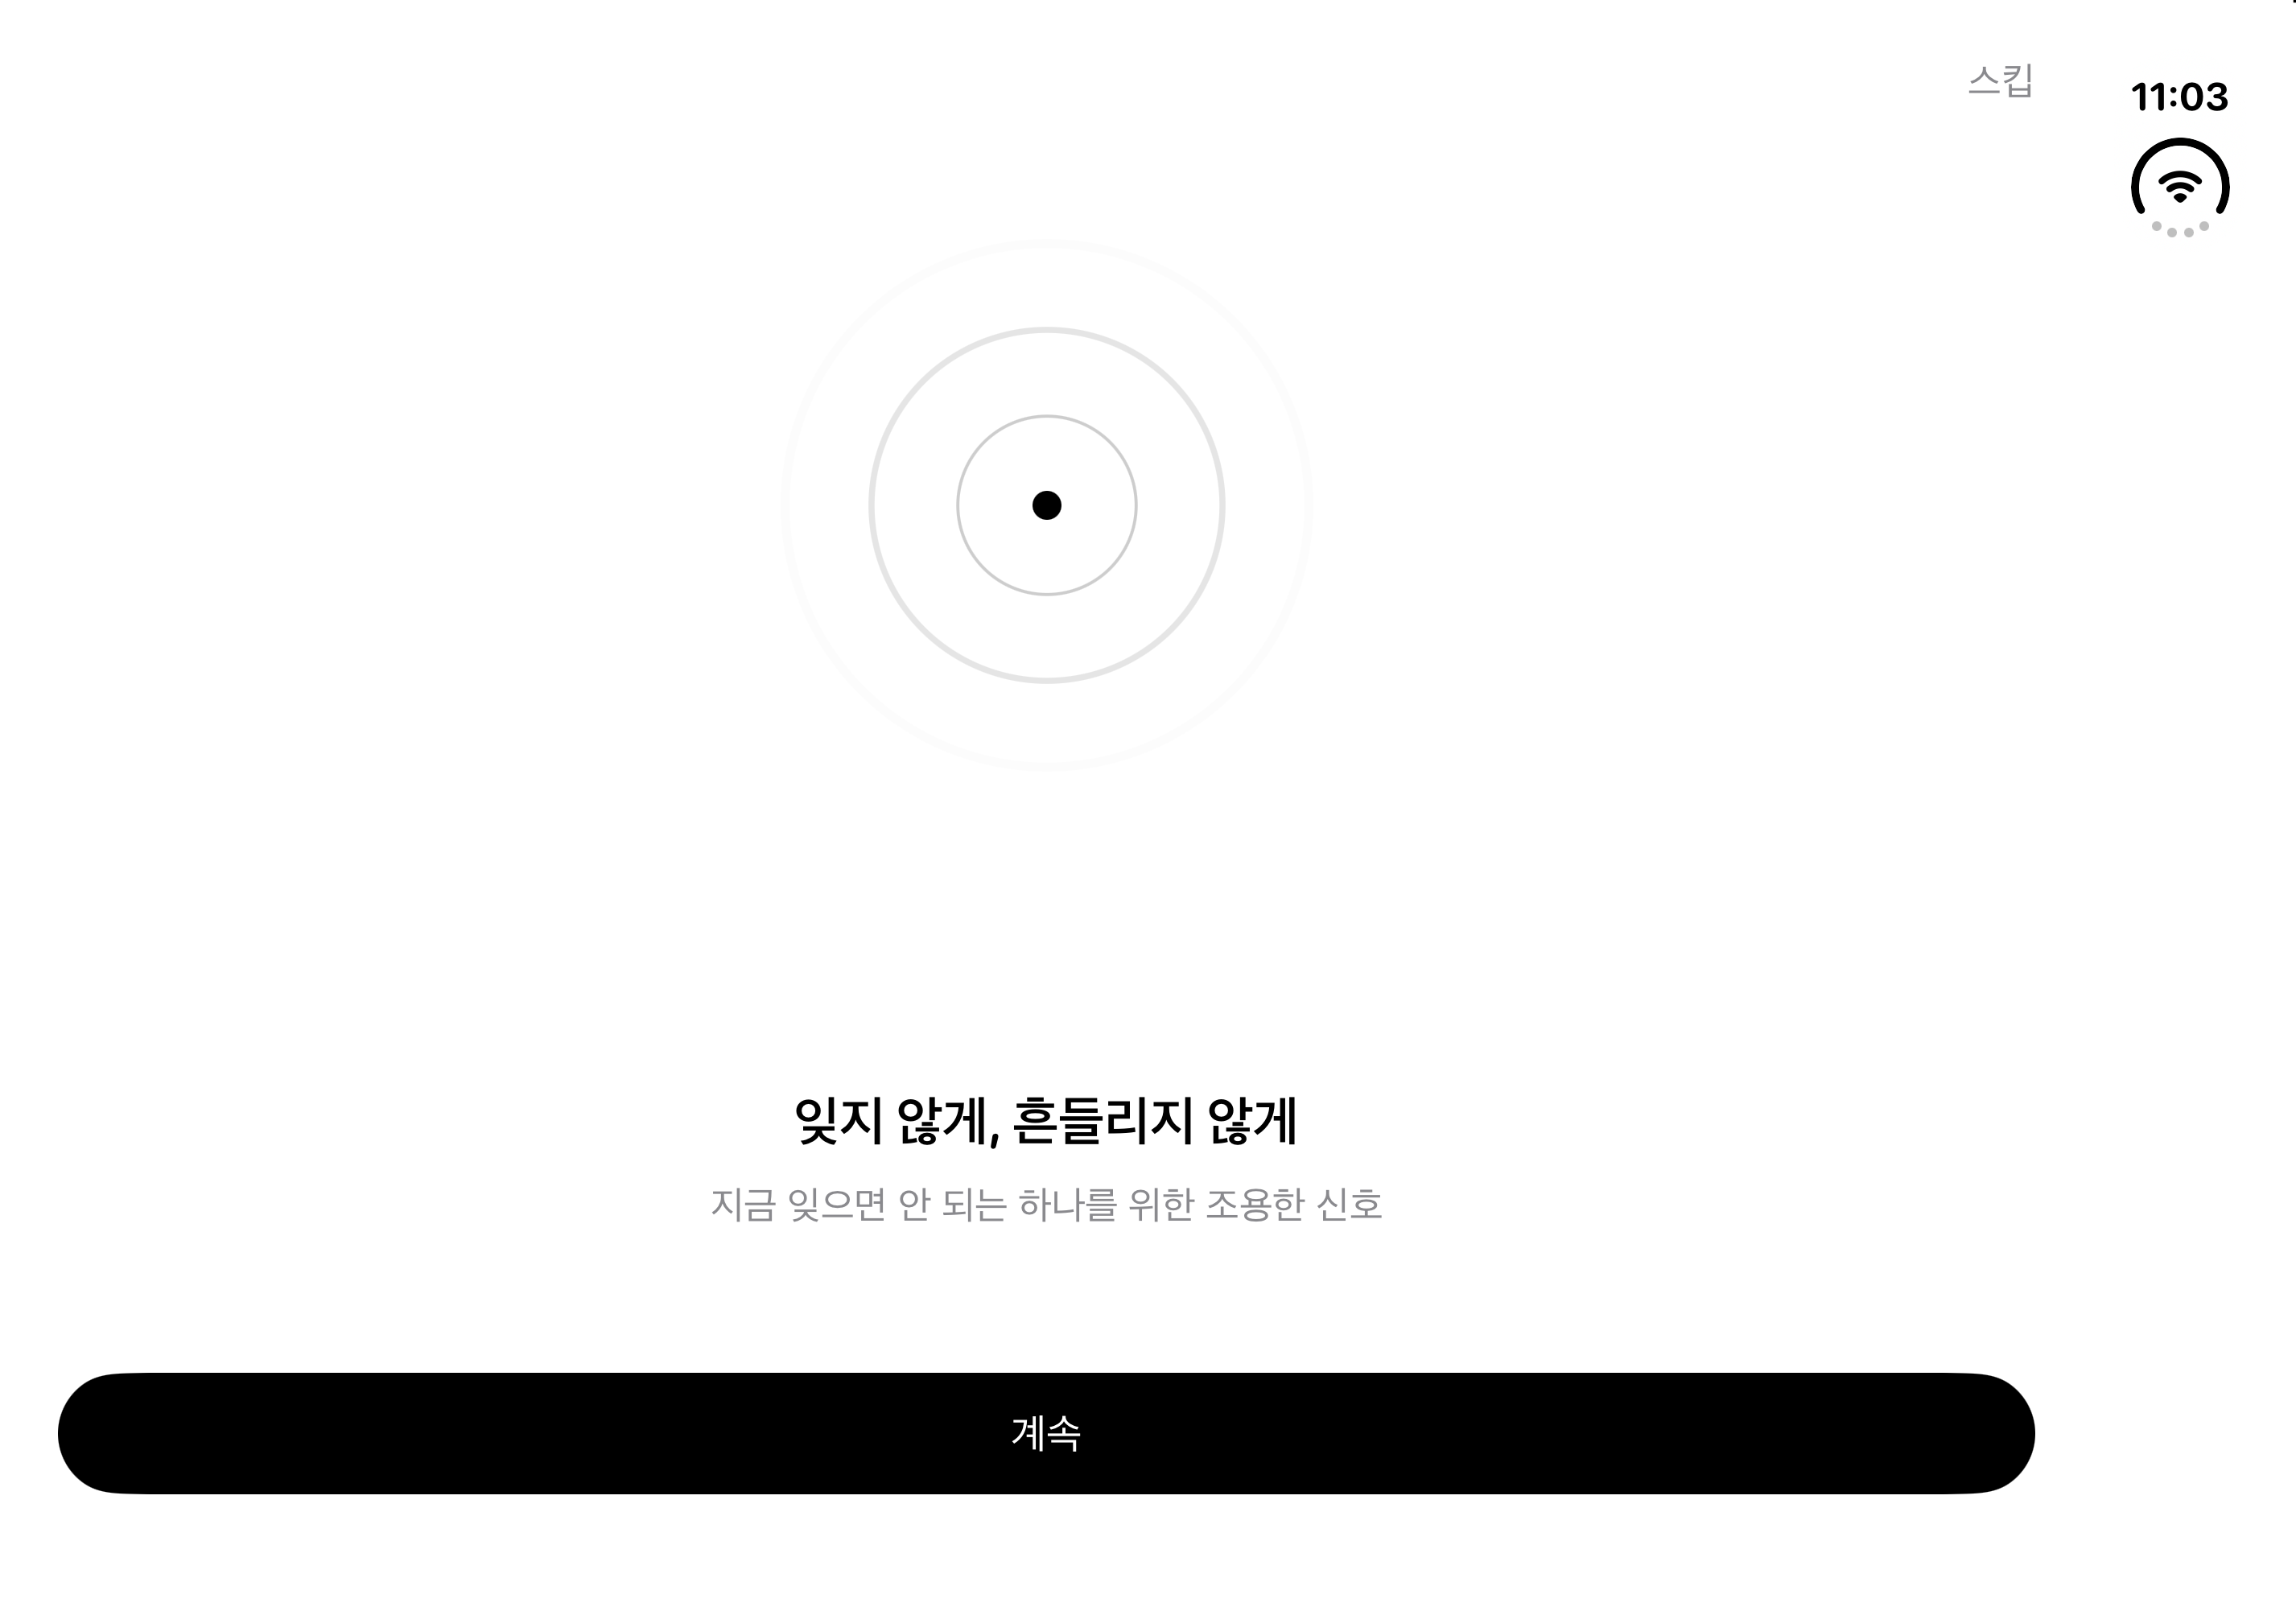 스킵
11:03
잊지 않게, 흔들리지 않게
지금 잊으면 안 되는 하나를 위한 조용한 신호
계속